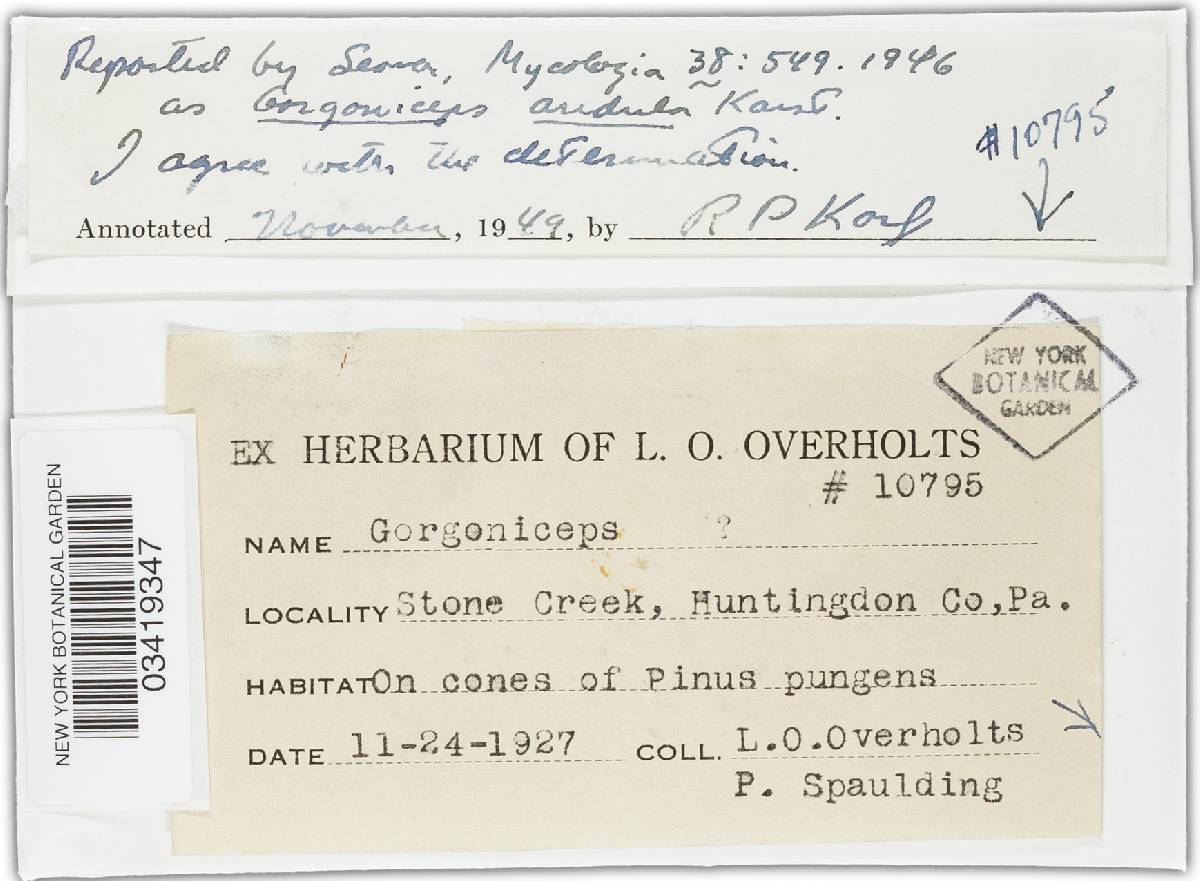 Reported by Seaver, Mycologia 38: 549. 1946
as Gorgoniceps aridula Karst.
I agree with the determination.
#10795
Annotated November, 1949, by R P Korf
NEW YORK
BOTANICAL
GARDEN
EX HERBARIUM OF L. O. OVERHOLTS
# 10795
NAME Gorgoniceps ?
LOCALITY Stone Creek, Huntingdon Co,Pa.
HABITAT On cones of Pinus pungens
DATE 11-24-1927 COLL. L.O.Overholts
P. Spaulding
NEW YORK BOTANICAL GARDEN
03419347